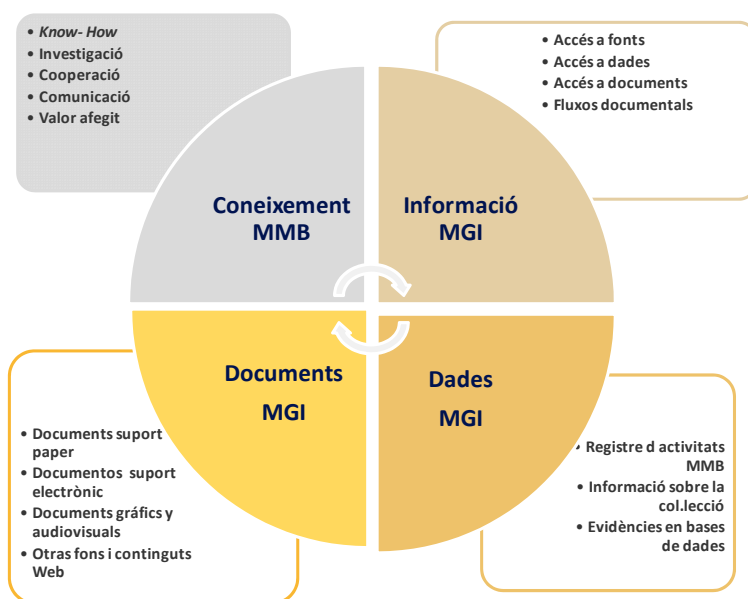 • Know- How
• Investigació
• Cooperació
• Comunicació
• Valor afegit
• Accés a fonts
• Accés a dades
• Accés a documents
• Fluxos documentals
Coneixement
MMB
Informació
MGI
Documents
MGI
Dades
MGI
• Documents suport
paper
• Documentos suport
electrònic
• Documents gráfics y
audiovisuals
• Otras fons i continguts
Web
• Registre d activitats
MMB
• Informació sobre la
col.lecció
• Evidències en bases
de dades